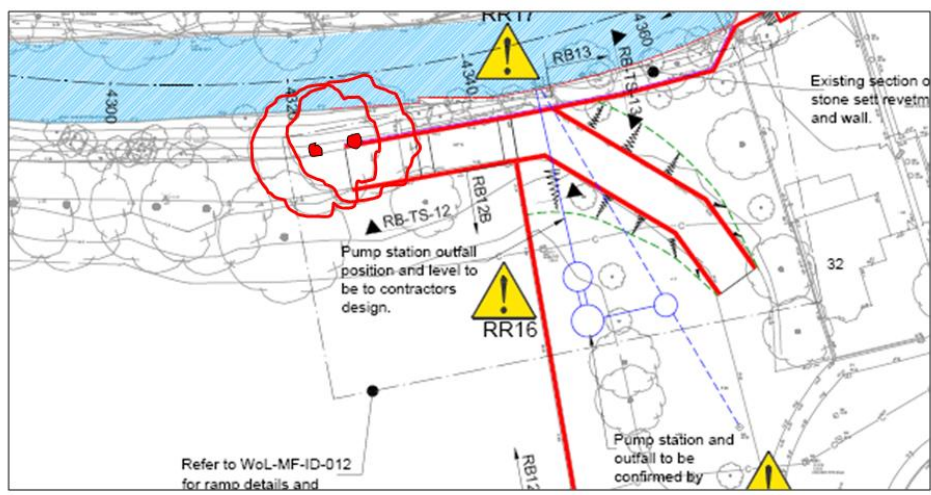 RR17
4360
RB13
4340
4320
4300
RB-TS-13
Existing section o
stone sett revetm
and wall.
RB-TS-12
RB12B
Pump station outfall
position and level to
be to contractors
design.
32
RR16
Pump station and
outfall to be
confirmed by
Refer to WoL-MF-ID-012
for ramp details and
RB12